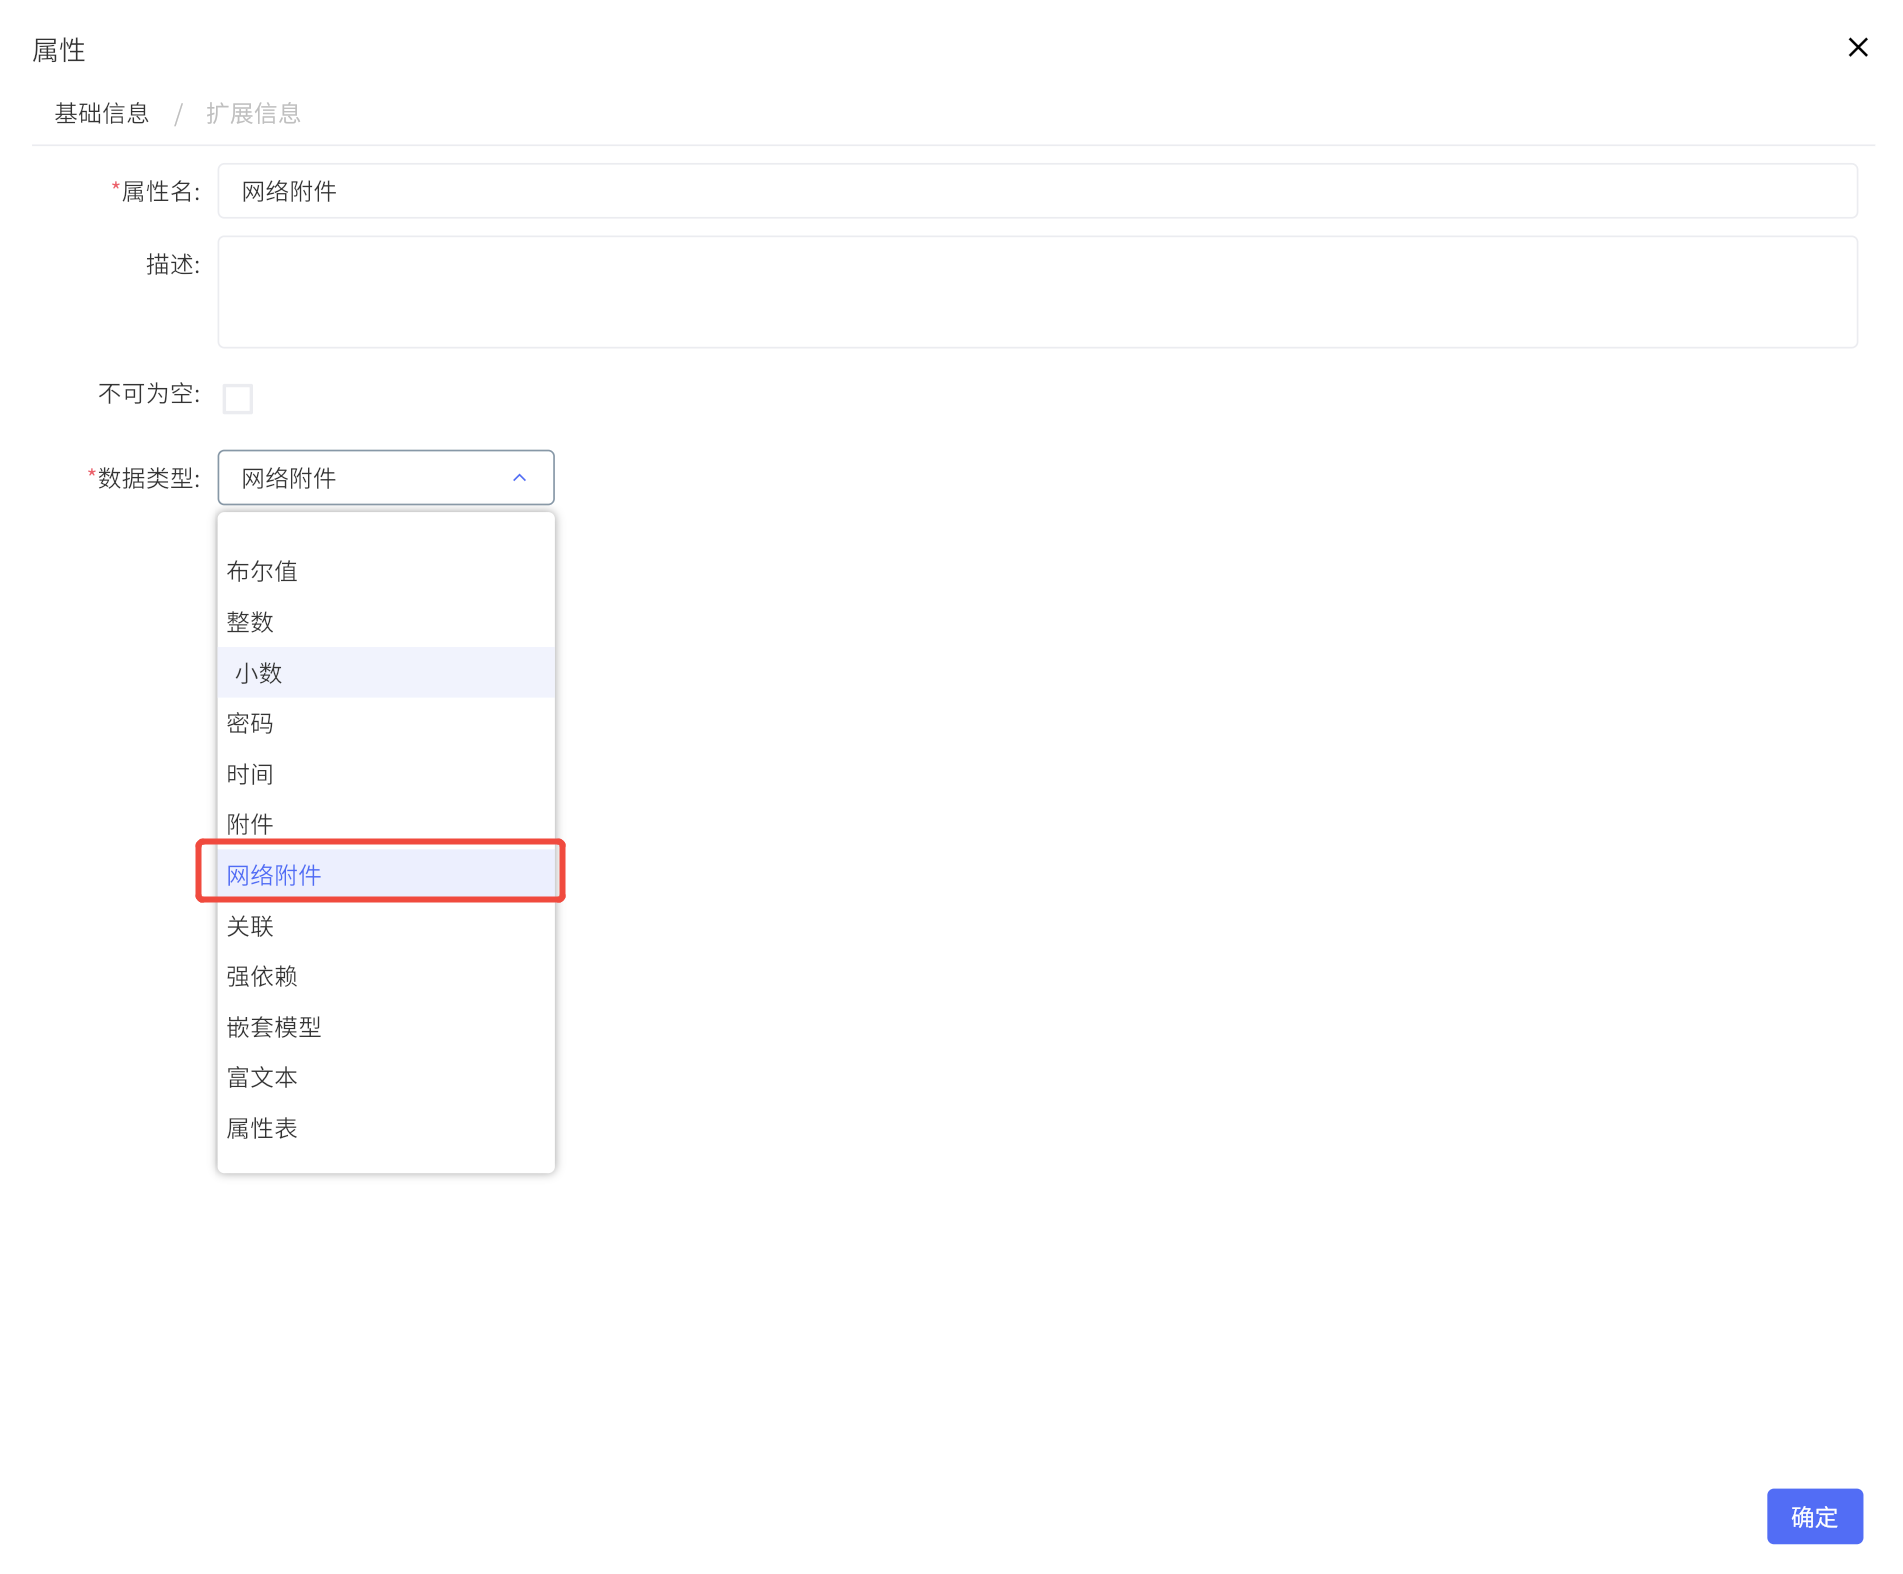 属性
基础信息 / 扩展信息
*属性名: 网络附件
描述:
不可为空:
*数据类型: 网络附件
布尔值
整数
小数
密码
时间
附件
网络附件
关联
强依赖
嵌套模型
富文本
属性表
确定